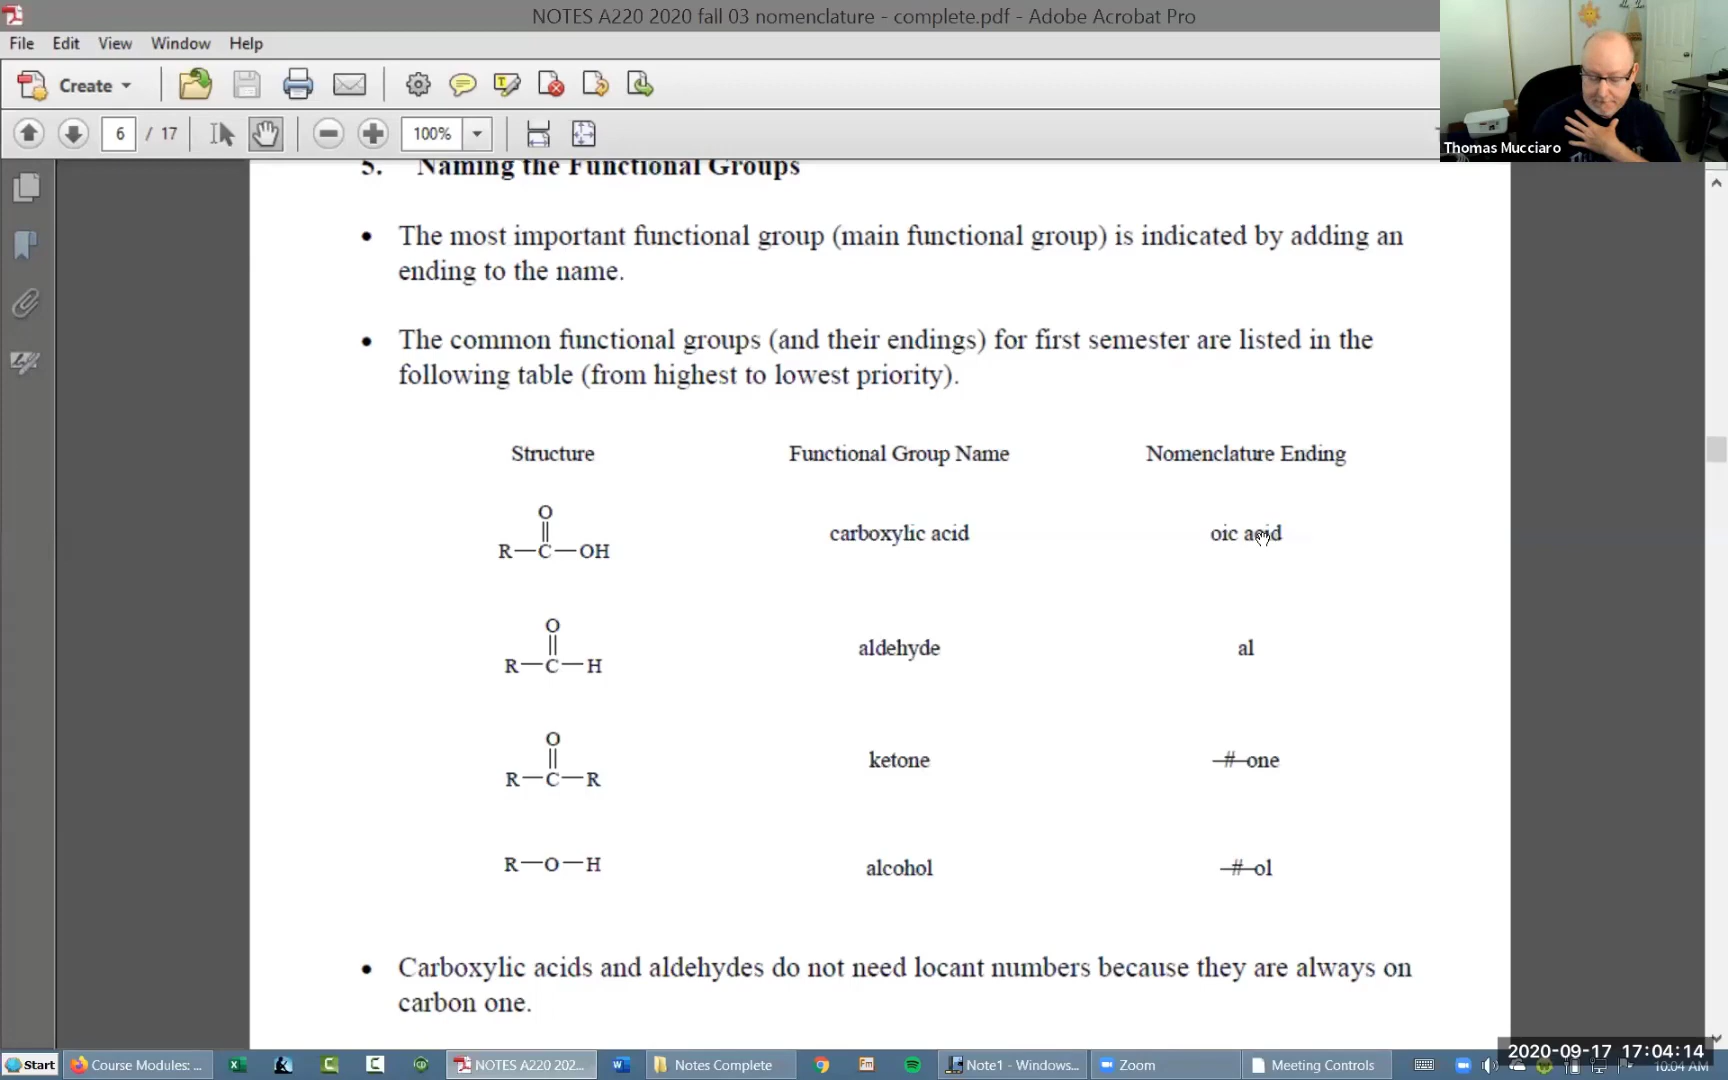 NOTES A220 2020 fall 03 nomenclature - complete.pdf - Adobe Acrobat Pro
File Edit View Window Help
Create
6 / 17 100%
Thomas Mucciaro
5. Naming the Functional Groups
• The most important functional group (main functional group) is indicated by adding an
ending to the name.
• The common functional groups (and their endings) for first semester are listed in the
following table (from highest to lowest priority).
Structure Functional Group Name Nomenclature Ending
O
R—C—OH carboxylic acid oic acid
O
R—C—H aldehyde al
O
R—C—R ketone —#—one
R—O—H alcohol —#—ol
• Carboxylic acids and aldehydes do not need locant numbers because they are always on
carbon one.
2020-09-17 17:04:14
Start Course Modules: ... NOTES A220 202... Notes Complete Fm Note1 - Windows... Zoom Meeting Controls 10:04 AM